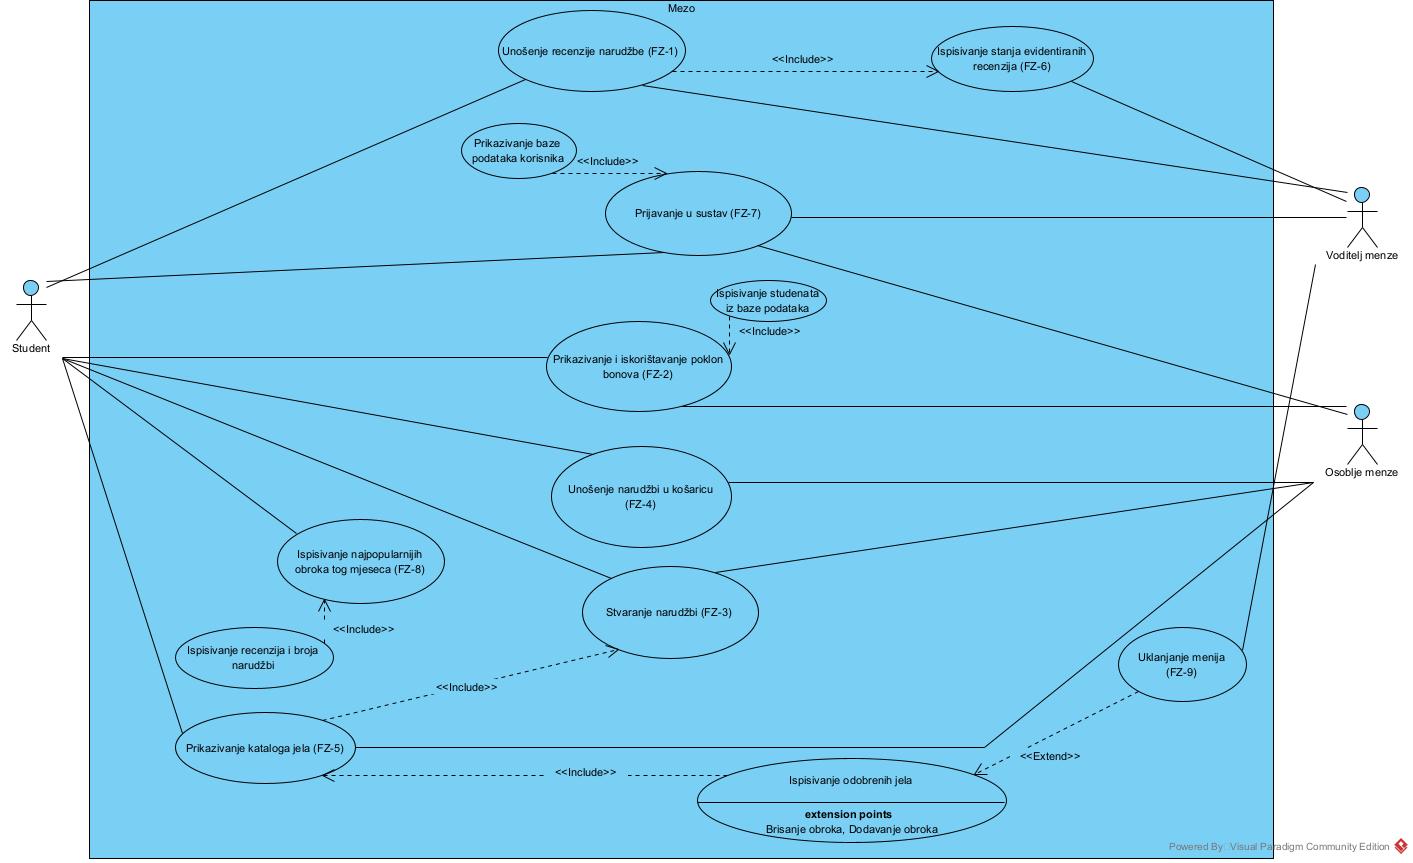 Mezo
Unošenje recenzije narudžbe (FZ-1)
<<Include>>
Ispisivanje stanja evidentiranih
recenzija (FZ-6)
Prikazivanje baze
podataka korisnika
<<Include>>
Prijavanje u sustav (FZ-7)
Voditelj menze
Student
Ispisivanje studenata
iz baze podataka
<<Include>>
Prikazivanje i iskorištavanje poklon
bonova (FZ-2)
Osoblje menze
Unošenje narudžbi u košaricu
(FZ-4)
Ispisivanje najpopularnijih
obroka tog mjeseca (FZ-8)
Stvaranje narudžbi (FZ-3)
<<Include>>
Ispisivanje recenzija i broja
narudžbi
Uklanjanje menija
(FZ-9)
<<Include>>
Prikazivanje kataloga jela (FZ-5)
<<Extend>>
<<Include>>
Ispisivanje odobrenih jela
extension points
Brisanje obroka, Dodavanje obroka
Powered By: Visual Paradigm Community Edition